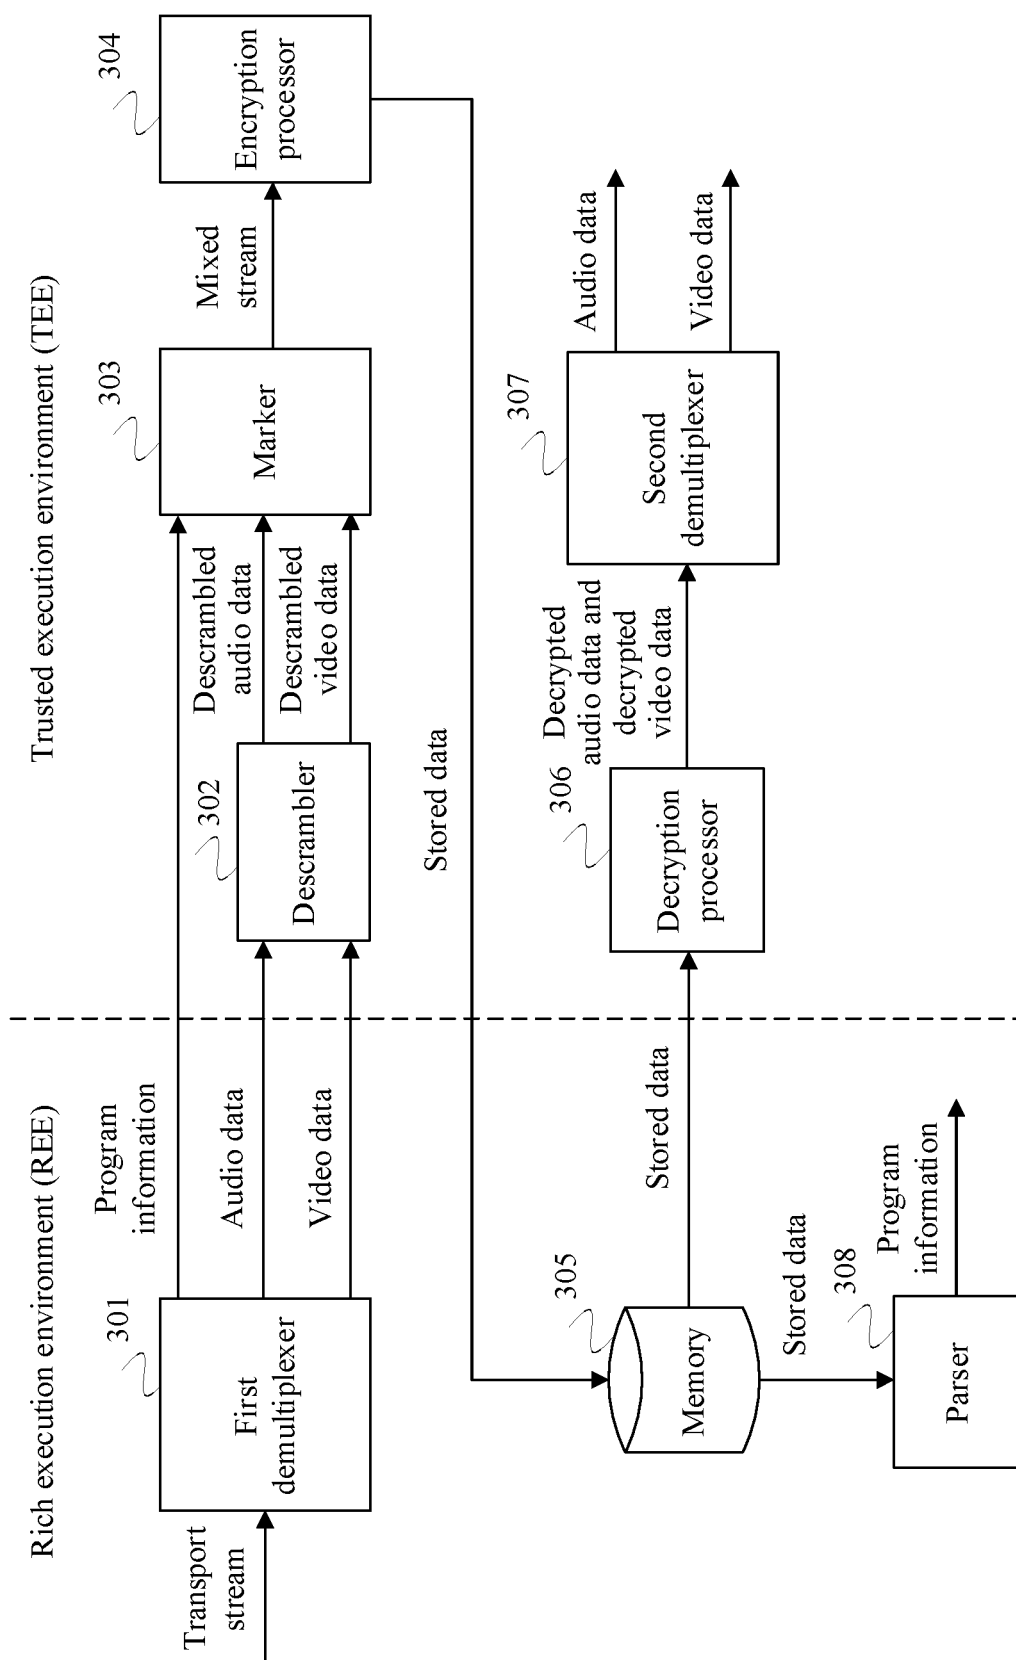 Rich execution environment (REE)
Trusted execution environment (TEE)
Transport
stream
301
First
demultiplexer
Program
information
Audio data
Video data
302
Descrambler
Descrambled
audio data
Descrambled
video data
303
Marker
Mixed
stream
304
Encryption
processor
Stored data
305
Memory
Stored data
306
Decryption
processor
Decrypted
audio data and
decrypted
video data
307
Second
demultiplexer
Audio data
Video data
Stored data
308
Parser
Program
information